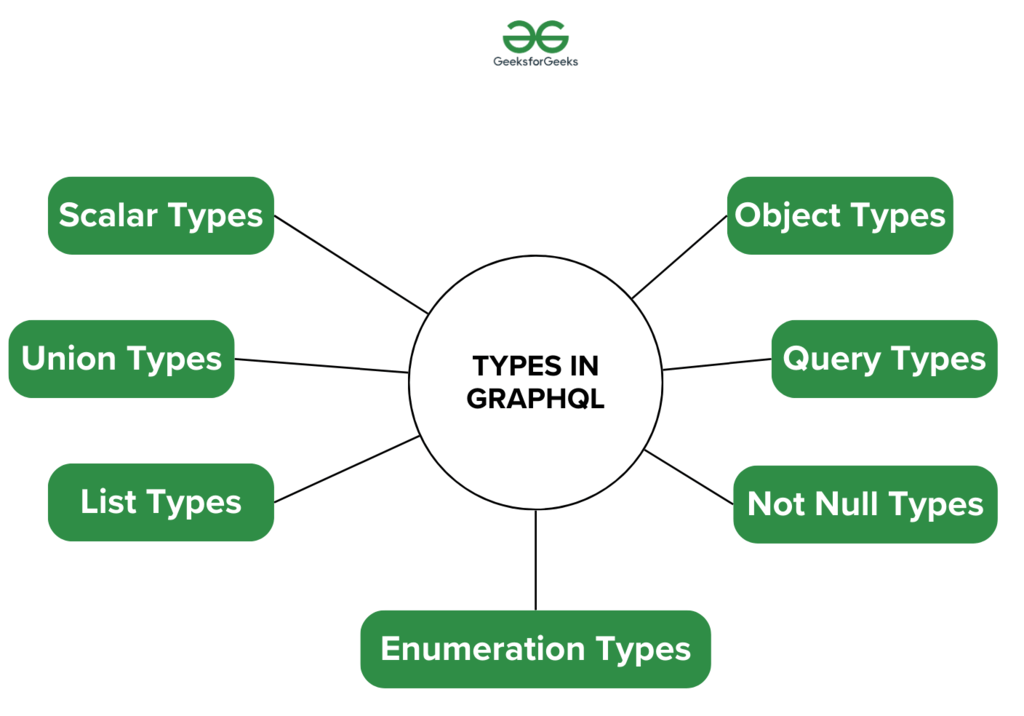 GeeksforGeeks
Scalar Types
Object Types
Union Types
TYPES IN
GRAPHQL
Query Types
List Types
Not Null Types
Enumeration Types